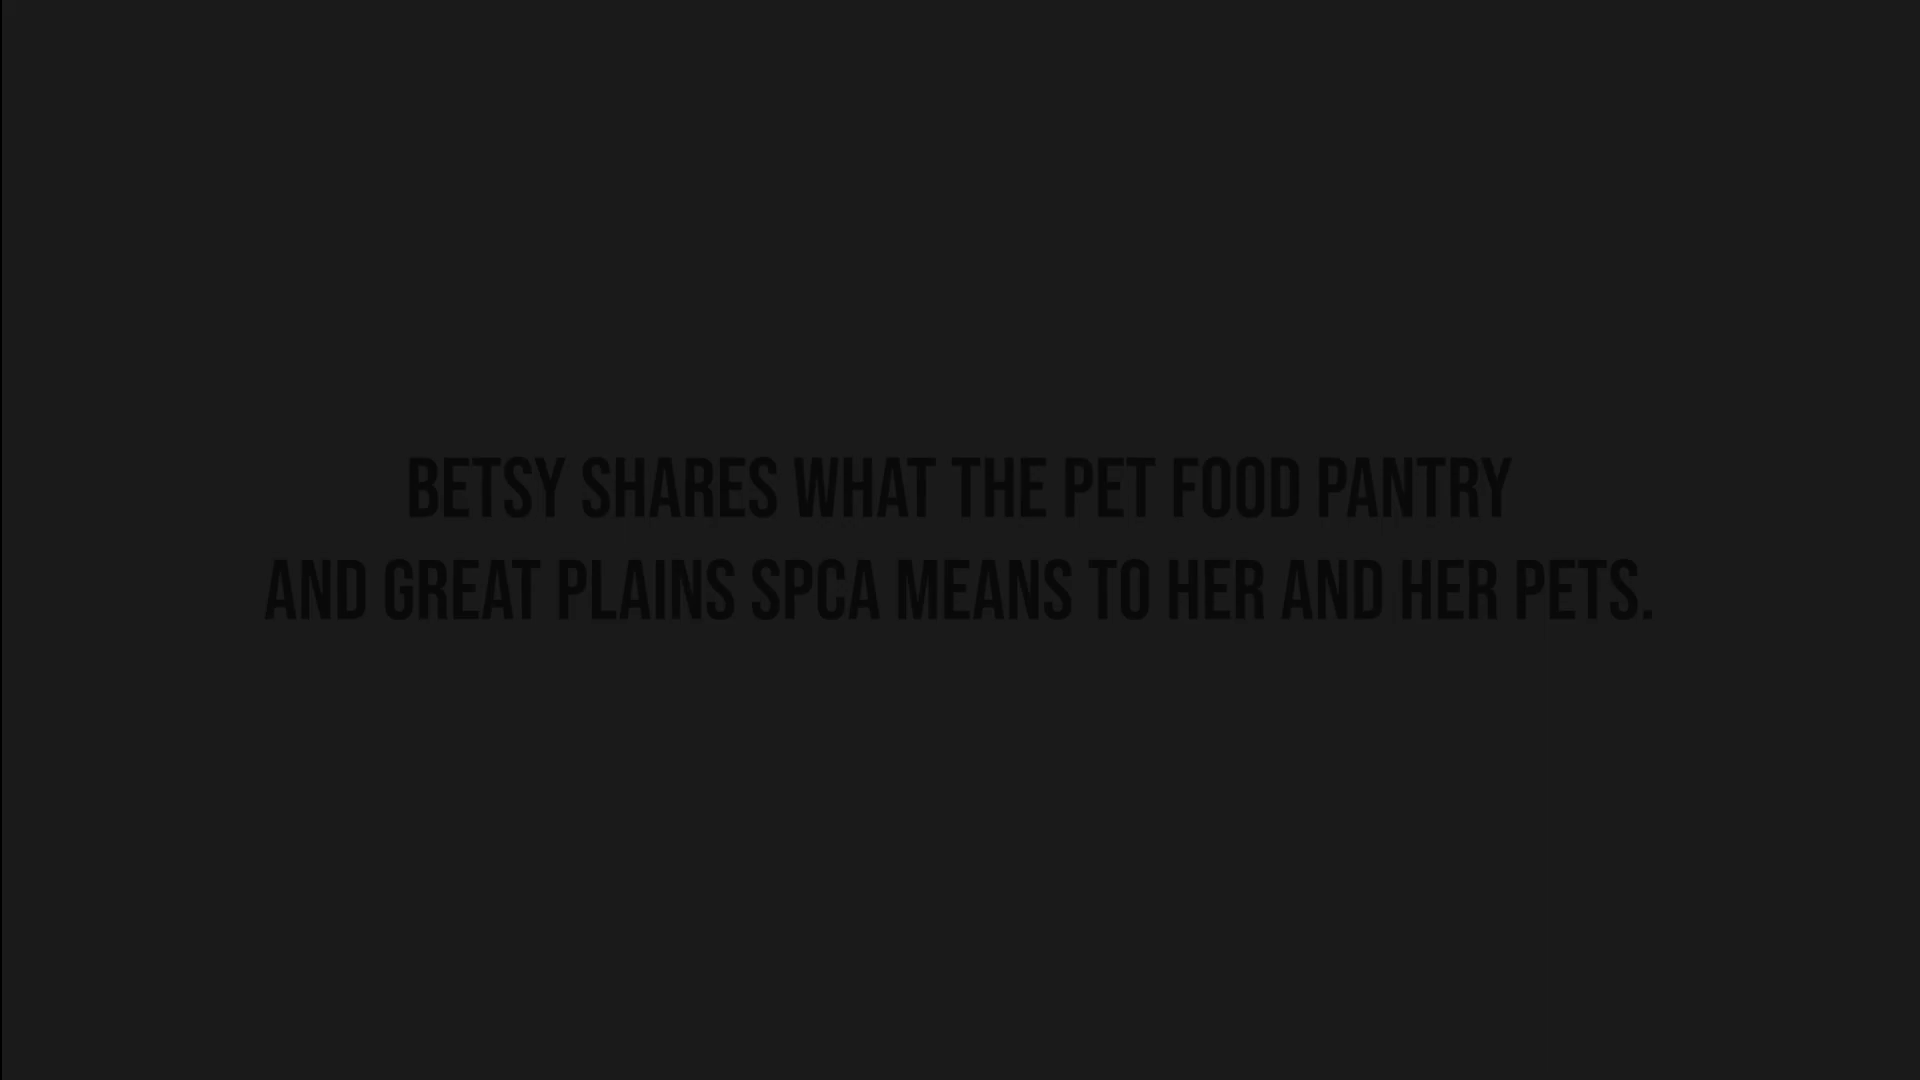 BETSY SHARES WHAT THE PET FOOD PANTRY
AND GREAT PLAINS SPCA MEANS TO HER AND HER PETS.